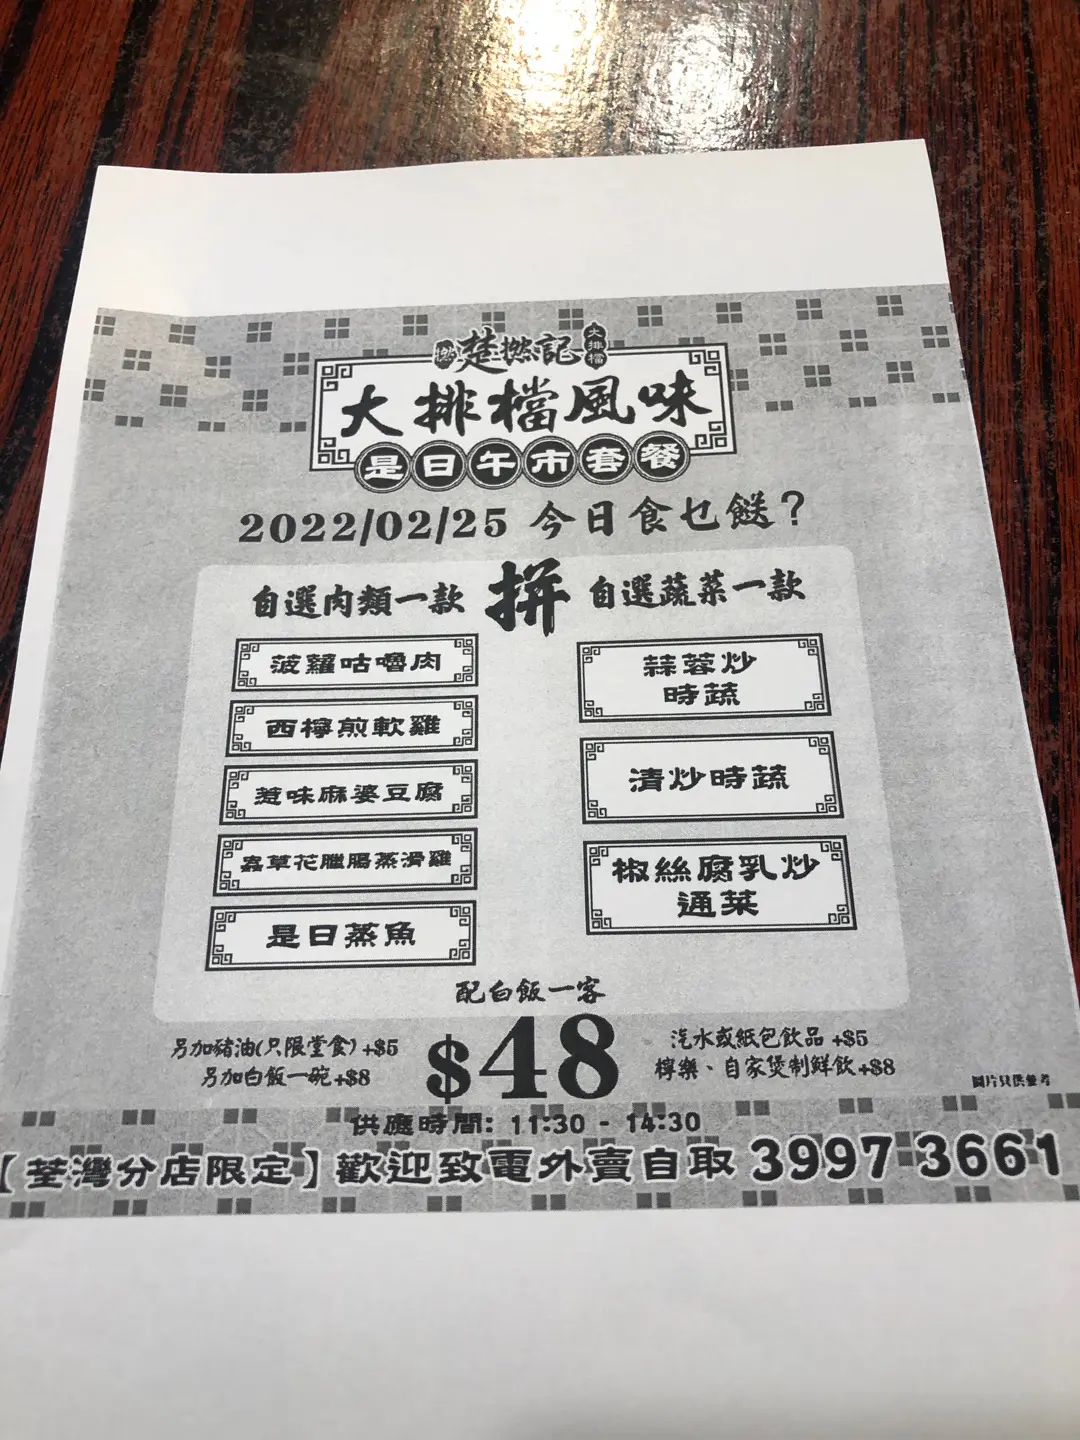 楚撚記
大排檔
大排檔風味
是日午市套餐
2022/02/25 今日食乜餸？
自選肉類一款
拼
自選蔬菜一款
菠蘿咕嚕肉
西檸煎軟雞
惹味麻婆豆腐
蟲草花臘腸蒸滑雞
是日蒸魚
蒜蓉炒
時蔬
清炒時蔬
椒絲腐乳炒
通菜
配白飯一客
$48
另加豬油(只限堂食)+$5
另加白飯一碗+$8
汽水或紙包飲品+$5
檸樂、自家煲制鮮飲+$8
圖片只供參考
供應時間: 11:30 - 14:30
【荃灣分店限定】歡迎致電外賣自取 3997 3661